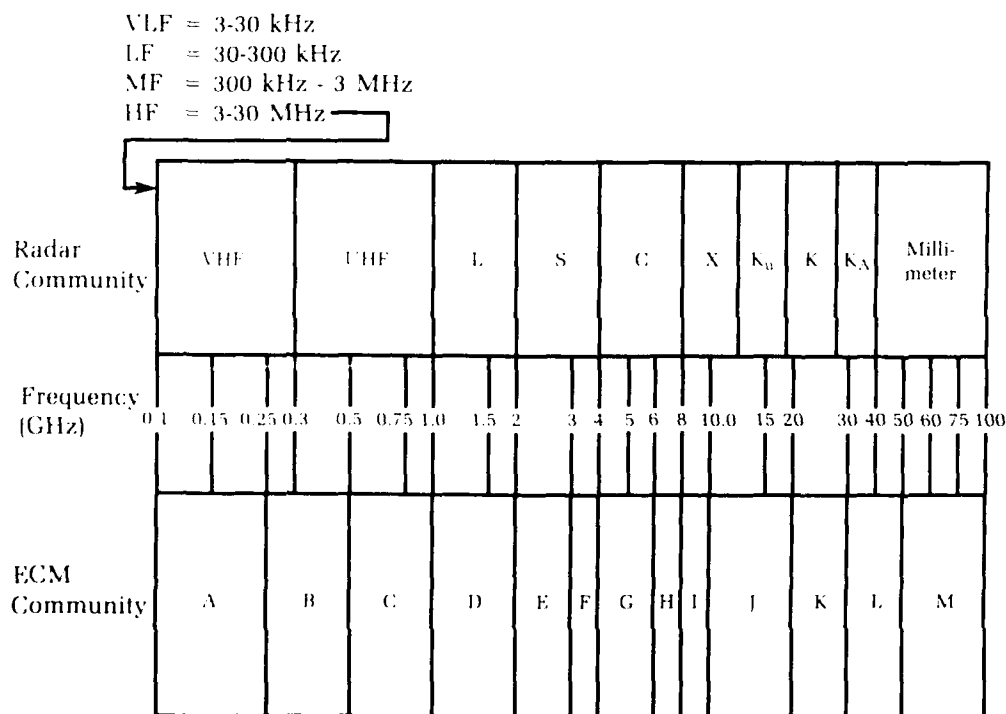 VLF = 3-30 kHz
LF = 30-300 kHz
MF = 300 kHz - 3 MHz
HF = 3-30 MHz
Radar
Community
VHF UHF L S C X Ku K KA Milli-
meter
Frequency
(GHz)
0.1 0.15 0.25 0.3 0.5 0.75 1.0 1.5 2 3 4 5 6 8 10.0 15 20 30 40 50 60 75 100
ECM
Community
A B C D E F G H I J K L M